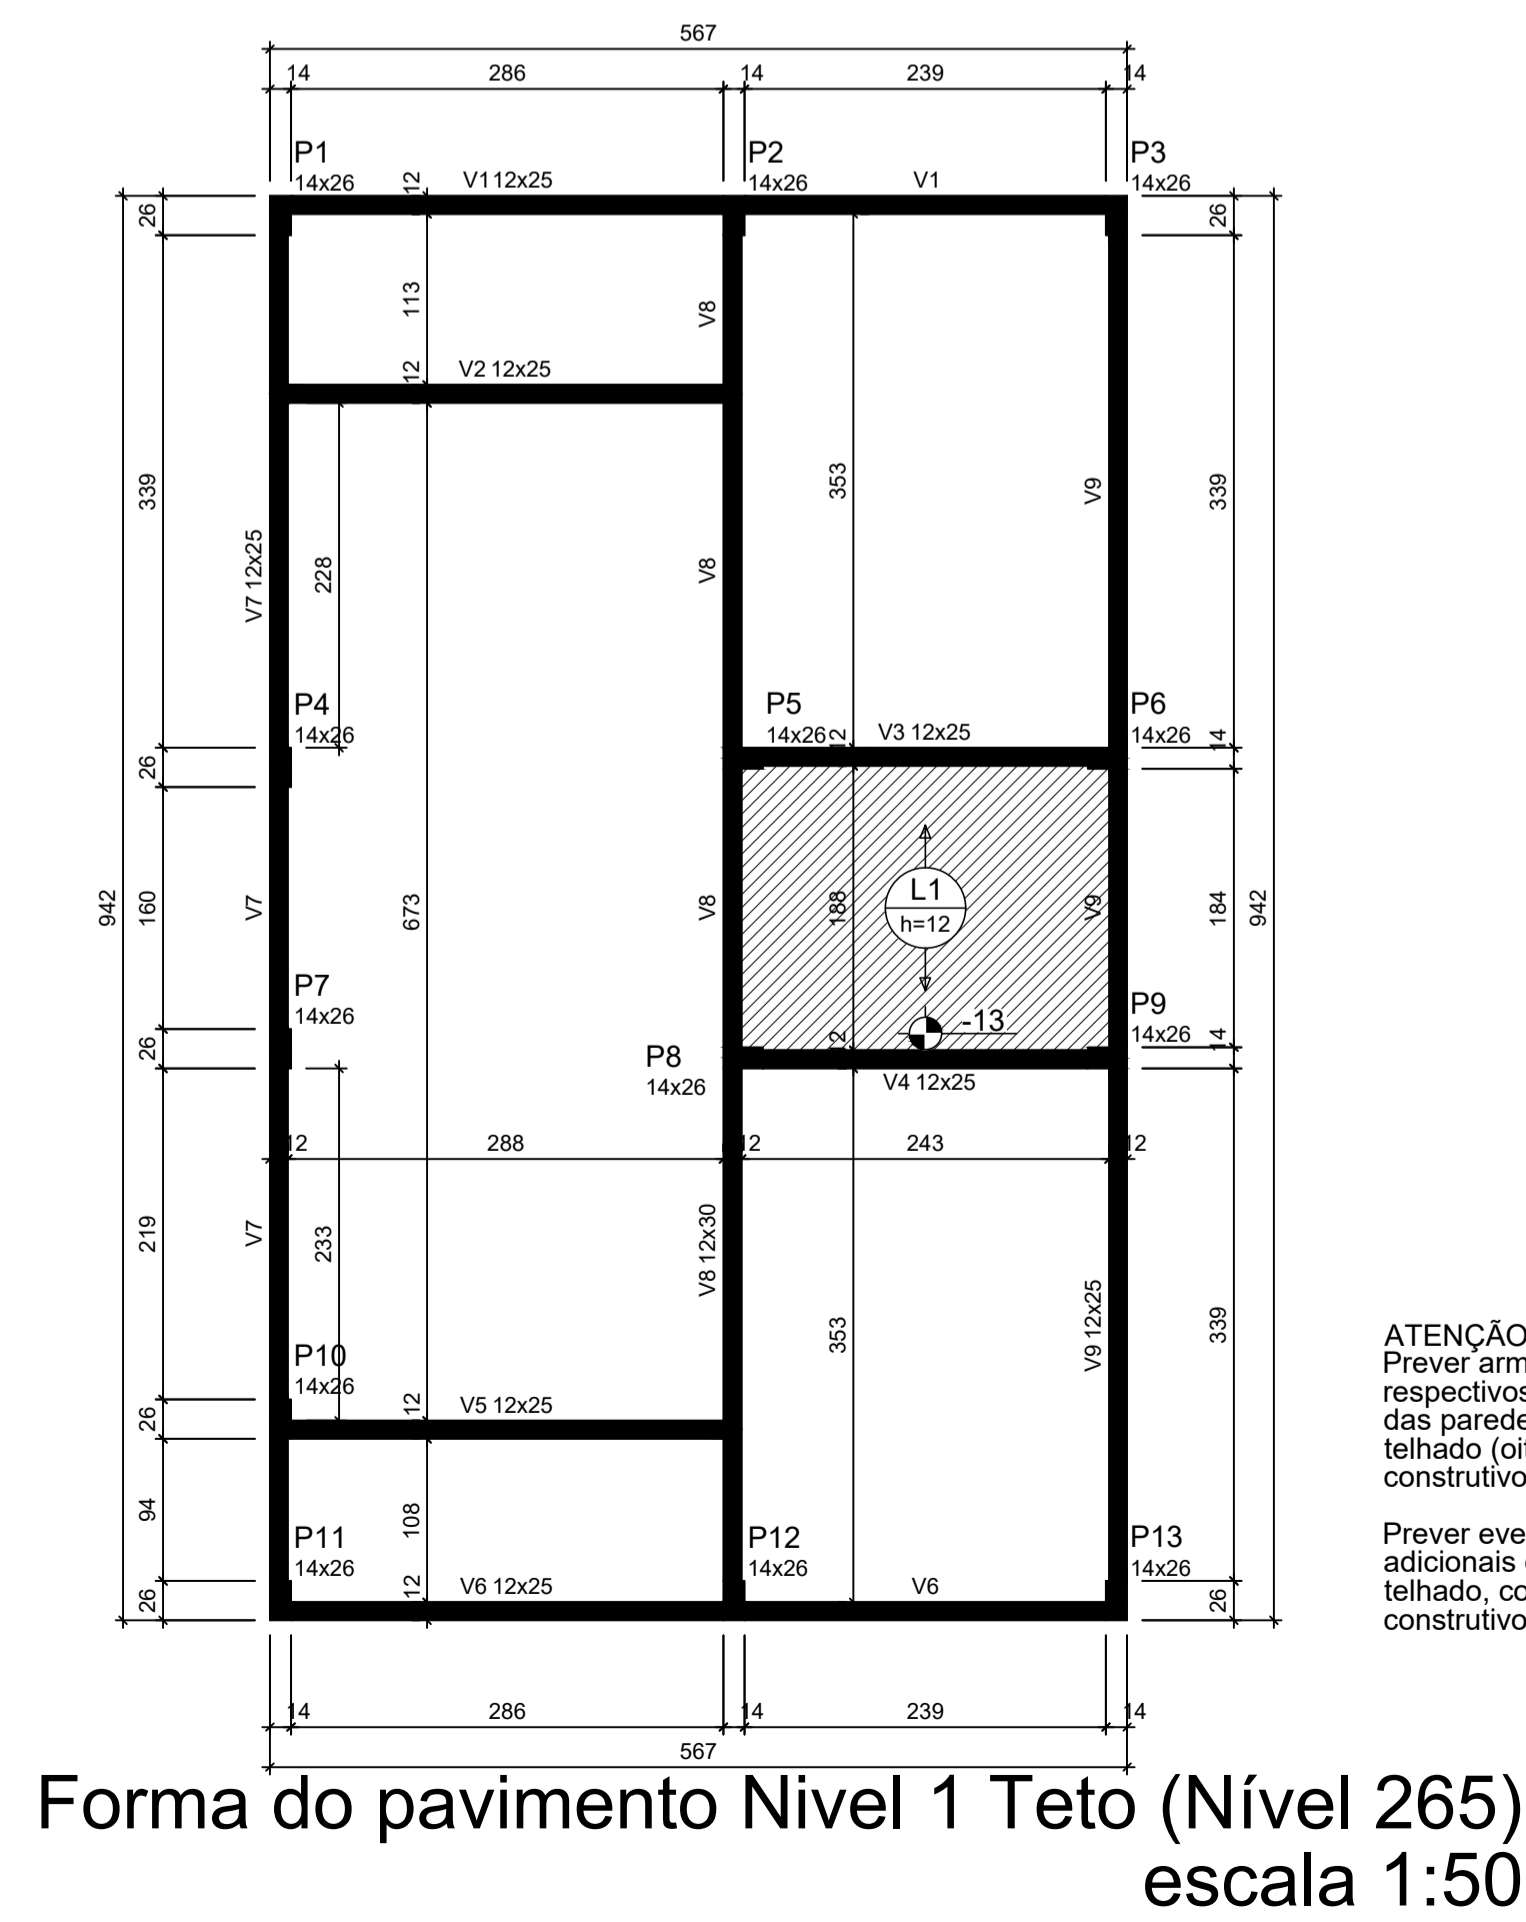 567
14 286 14 239 14
P1 P2 P3
14x26 V1 12x25 14x26 V1 14x26
12
26 26
113
V8
12 V2 12x25
339 353 V9 339
V7 12x25 228 V8
P4 P5 P6
14x26 14x26 12 V3 12x25 14x26 14
26
942 160 V7 673 V8 188 L1 V9 184 942
h=12
P7 P9
14x26 -13 14x26
26 12 14
P8
14x26 V4 12x25
12 288 12 243 12
219 V7 233 V8 12x30
353 V9 12x25 339
P10
14x26
26 12 V5 12x25
94 108
P11 P12 P13
14x26 14x26 14x26
26 12 V6 12x25 V6 26
14 286 14 239 14
567
ATENÇÃO
Prever arm
respectivos
das parede
telhado (oit
construtivo
Prever eve
adicionais
telhado, co
construtivo
Forma do pavimento Nivel 1 Teto (Nível 265)
escala 1:50